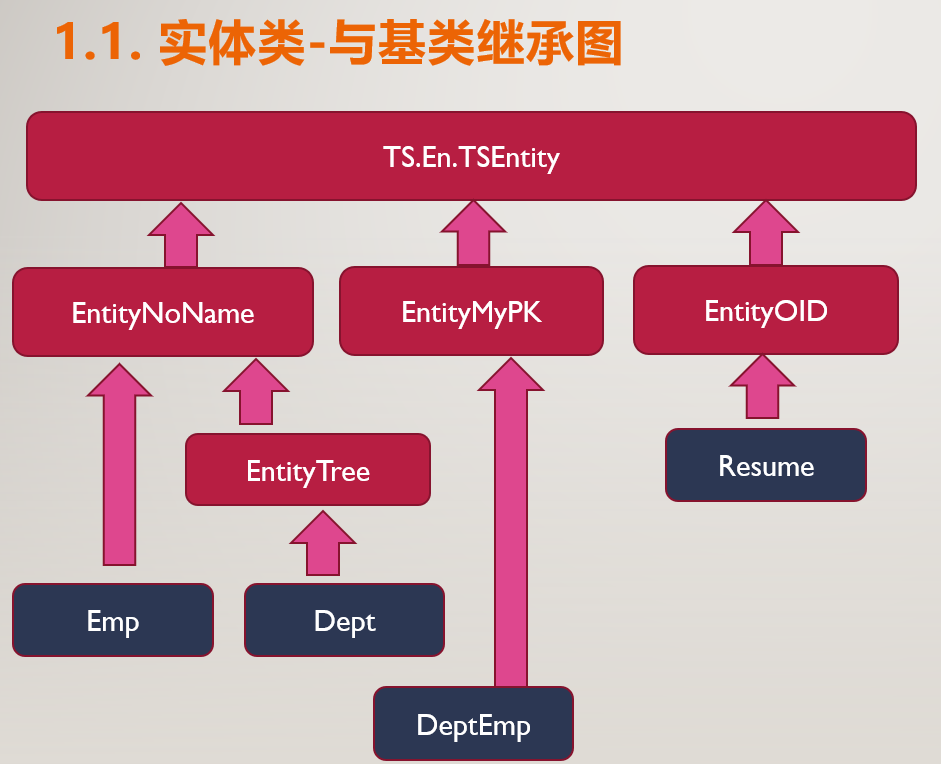 1.1. 实体类-与基类继承图
TS.En.TSEntity
EntityNoName
EntityMyPK
EntityOID
EntityTree
Resume
Emp
Dept
DeptEmp